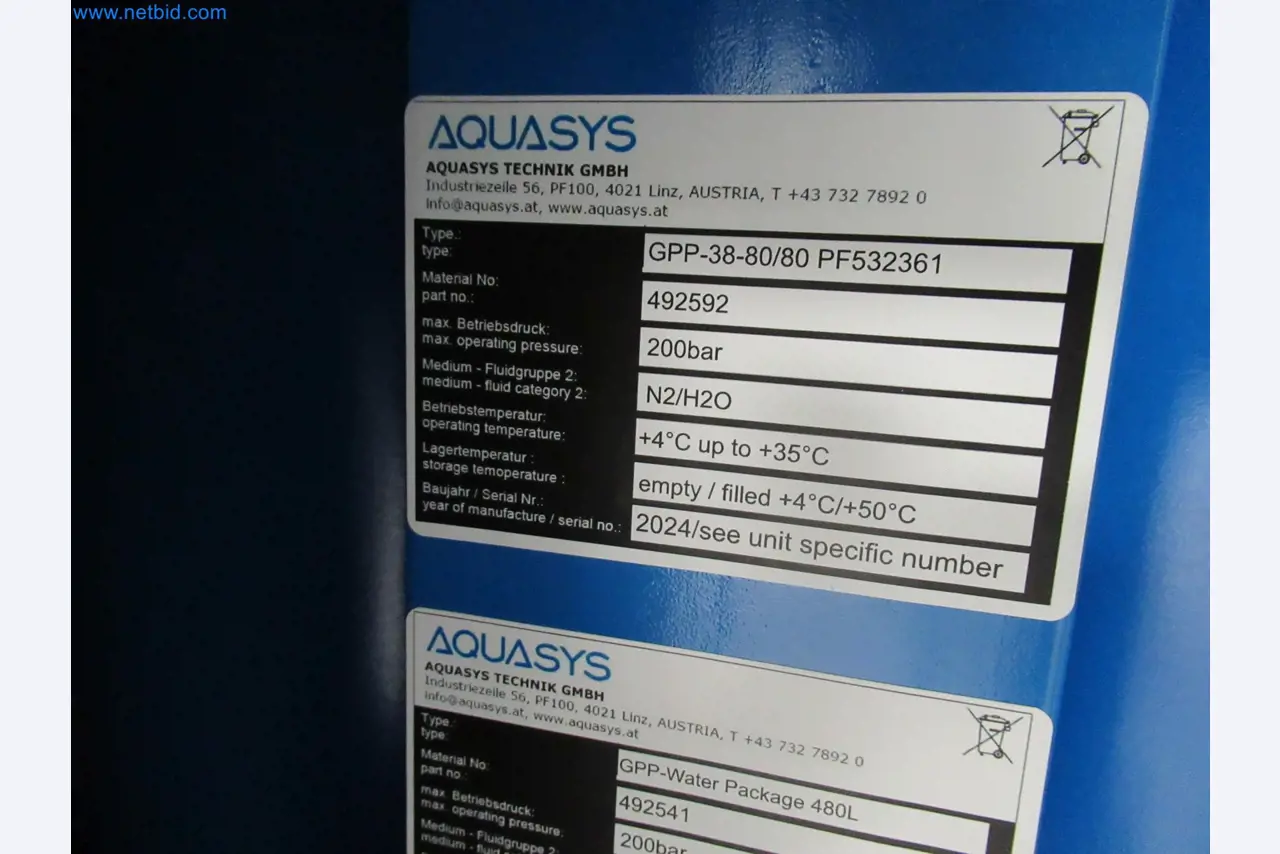 www.netbid.com
AQUASYS
AQUASYS TECHNIK GMBH
Industriezeile 56, PF100, 4021 Linz, AUSTRIA, T +43 732 7892 0
info@aquasys.at, www.aquasys.at
Type.:
type:
GPP-38-80/80 PF532361
Material No:
part no.:
492592
max. Betriebsdruck:
max. operating pressure:
200bar
Medium - Fluidgruppe 2:
medium - fluid category 2:
N2/H2O
Betriebstemperatur:
operating temperature:
+4°C up to +35°C
Lagertemperatur :
storage temoperature :
empty / filled +4°C/+50°C
Baujahr / Serial Nr.:
year of manufacture / serial no.:
2024/see unit specific number
AQUASYS
AQUASYS TECHNIK GMBH
Industriezeile 56, PF100, 4021 Linz, AUSTRIA, T +43 732 7892 0
info@aquasys.at, www.aquasys.at
Type.:
type:
GPP-Water Package 480L
Material No:
part no.:
492541
max. Betriebsdruck:
max. operating pressure:
200bar
Medium - Fluidgruppe 2:
medium - fluid category 2: